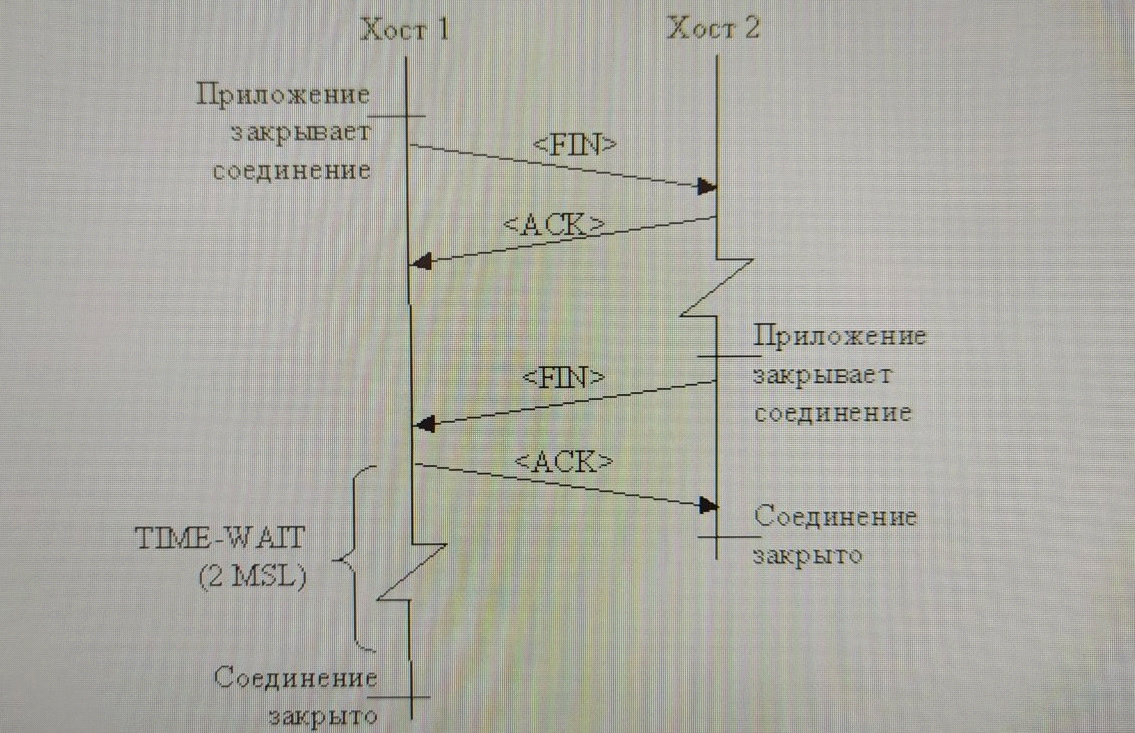 Хост 1
Хост 2
Приложение
закрывает
соединение
<FIN>
<ACK>
Приложение
закрывает
соединение
<FIN>
<ACK>
TIME-WAIT
(2 MSL)
Соединение
закрыто
Соединение
закрыто